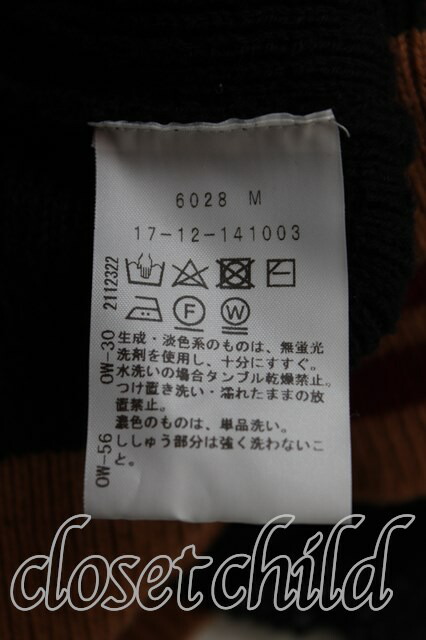 6028 M
17-12-141003
F W
2112322
OW-30
OW-56
生成・淡色系のものは、無蛍光
洗剤を使用し、十分にすすぐ。
水洗いの場合タンブル乾燥禁止。
つけ置き洗い・濡れたままの放
置禁止。
濃色のものは、単品洗い。
ししゅう部分は強く洗わないこ
と。
closet child